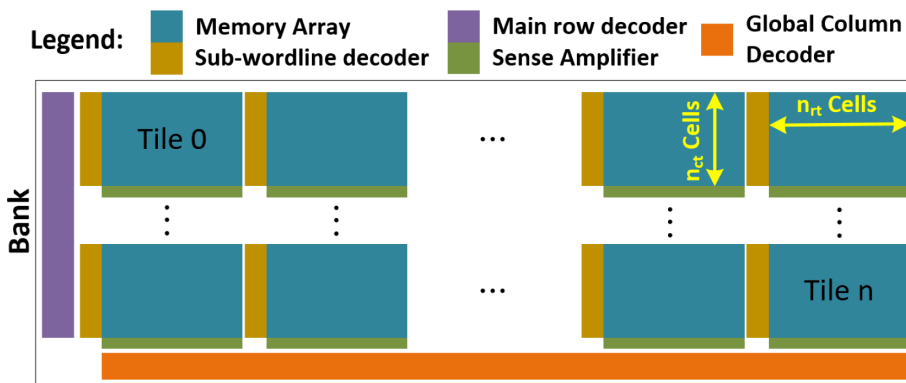 Legend:
Memory Array
Sub-wordline decoder
Main row decoder
Sense Amplifier
Global Column
Decoder
Bank
Tile 0
...
n_ct Cells
n_rt Cells
...
Tile n